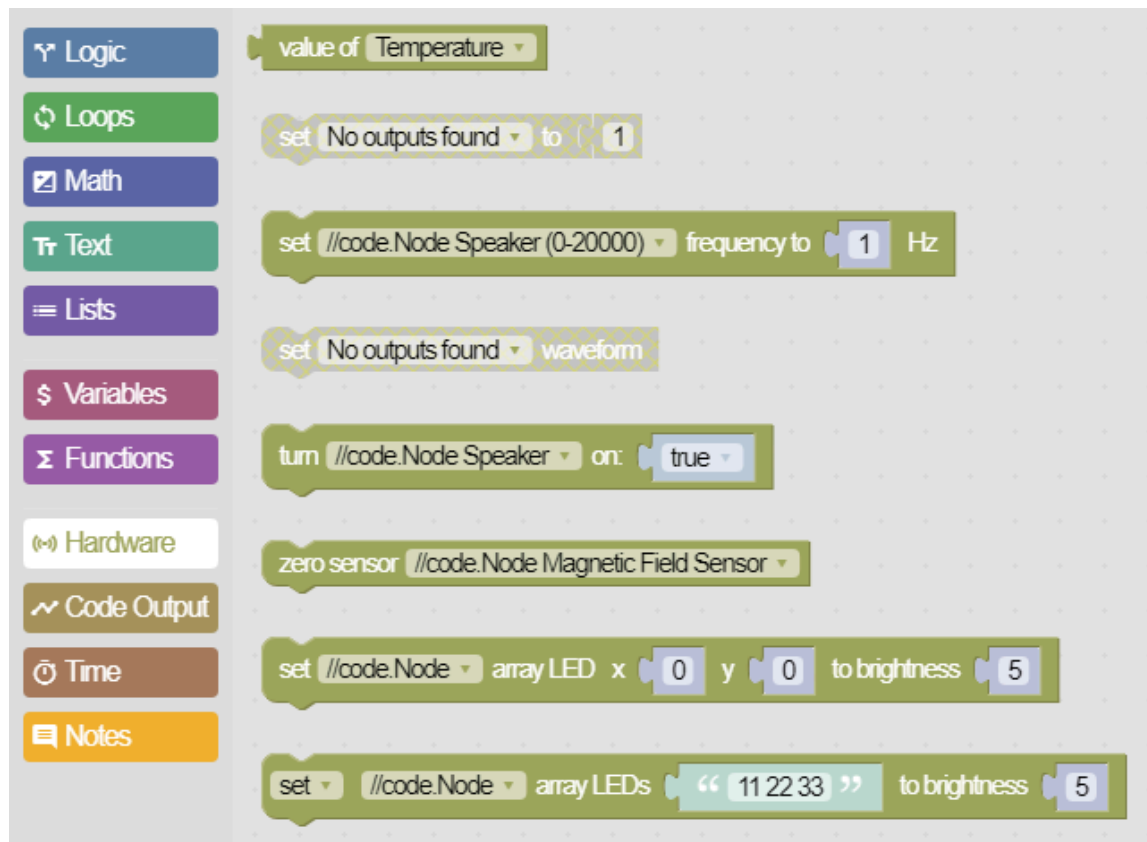 Logic
Loops
Math
Text
Lists
Variables
Functions
Hardware
Code Output
Time
Notes
value of Temperature
set No outputs found to 1
set //code.Node Speaker (0-20000) frequency to 1 Hz
set No outputs found waveform
turn //code.Node Speaker on: true
zero sensor //code.Node Magnetic Field Sensor
set //code.Node array LED x 0 y 0 to brightness 5
set //code.Node array LEDs “ 11 22 33 ” to brightness 5